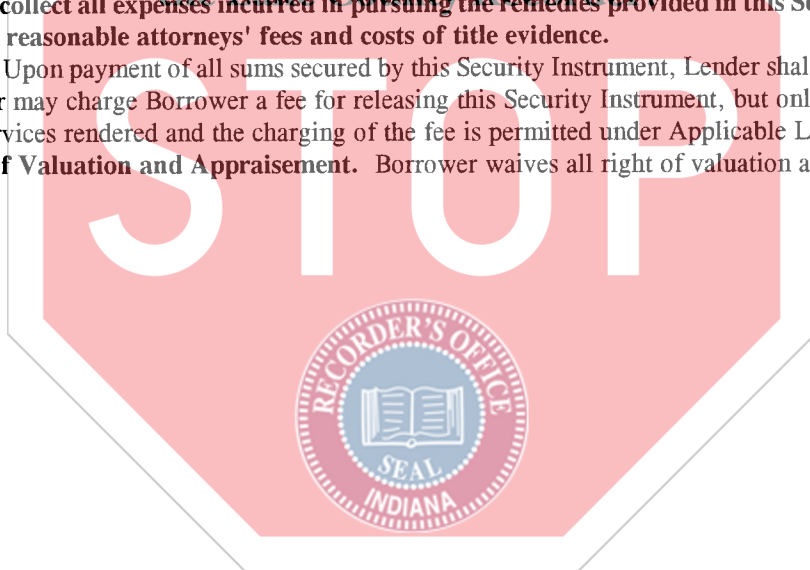 collect all expenses incurred in pursuing the remedies provided in this
reasonable attorneys' fees and costs of title evidence.
Upon payment of all sums secured by this Security Instrument, Lender shal
r may charge Borrower a fee for releasing this Security Instrument, but onl
vices rendered and the charging of the fee is permitted under Applicable L
f Valuation and Appraisement. Borrower waives all right of valuation a
STOP
RECORDER'S OFFICE
SEAL
INDIANA